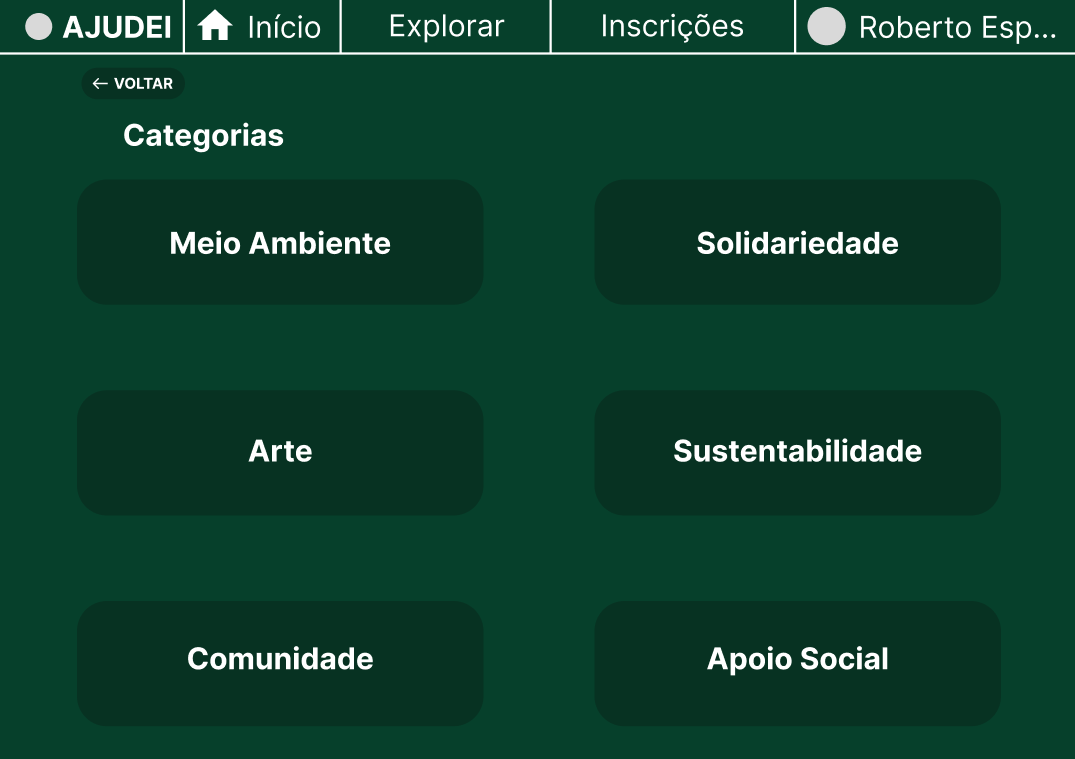 AJUDEI
Início
Explorar
Inscrições
Roberto Esp...
← VOLTAR
Categorias
Meio Ambiente
Solidariedade
Arte
Sustentabilidade
Comunidade
Apoio Social